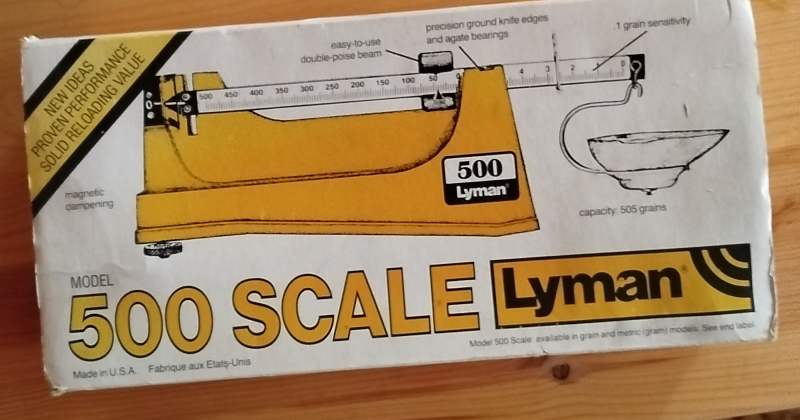 NEW IDEAS
PROVEN PERFORMANCE
SOLID RELOADING VALUE
easy-to-use
double-poise beam
precision ground knife edges
and agate bearings
.1 grain sensitivity
500 450 400 350 300 250 200 150 100 50 0
4 2 1 0
500
Lyman
magnetic
dampening
capacity: 505 grains
MODEL
500 SCALE
Lyman
Model 500 Scale: available in grain and metric (gram) models. See end label.
Made in U.S.A. Fabrique aux Etats-Unis